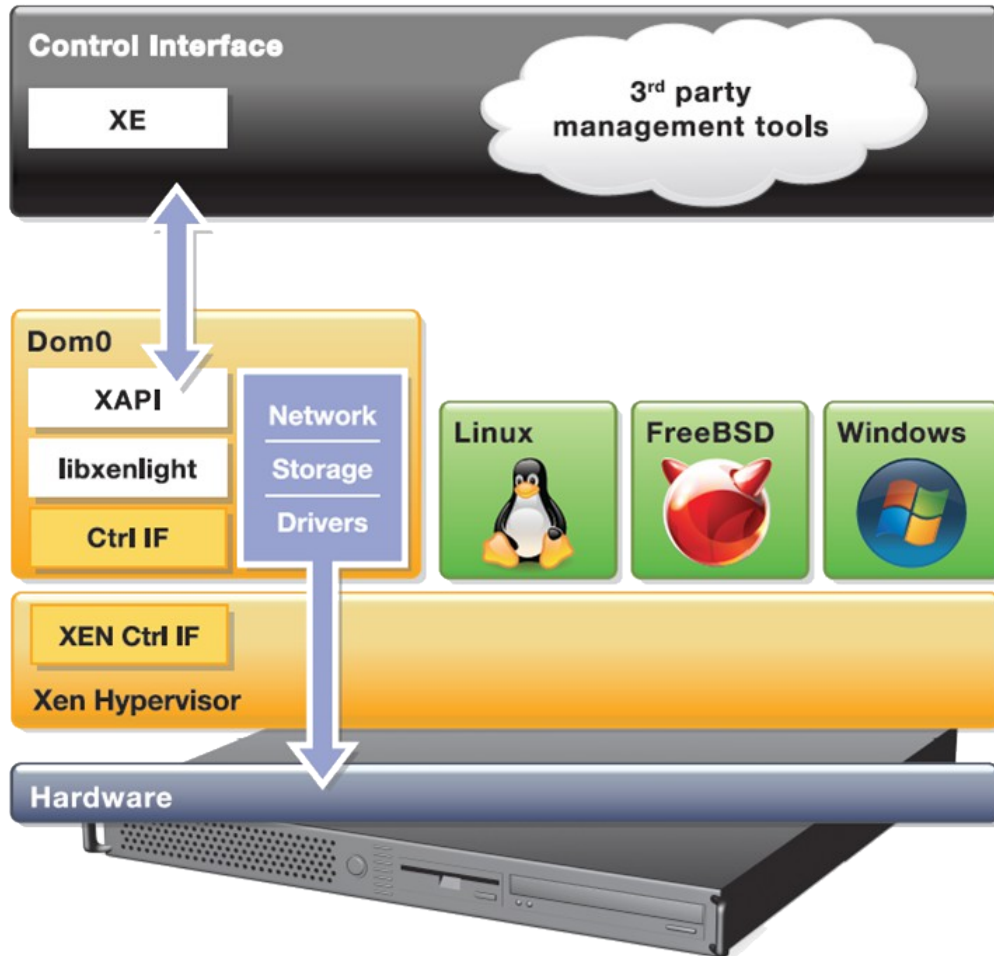 Control Interface
XE
3rd party
management tools
Dom0
XAPI
libxenlight
Ctrl IF
Network
Storage
Drivers
Linux
FreeBSD
Windows
XEN Ctrl IF
Xen Hypervisor
Hardware